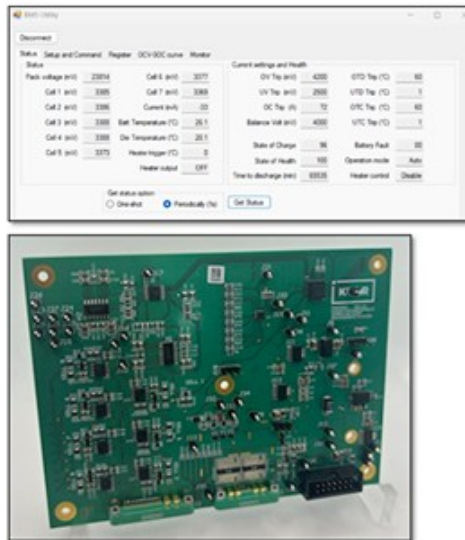 BMS Utility
Disconnect
Status Setup and Command Register OCV-SOC curve Monitor
Status
Pack voltage (mV) 23814 Cell 6 (mV) 3377
Cell 1 (mV) 3385 Cell 7 (mV) 3369
Cell 2 (mV) 3386 Current (mA) -33
Cell 3 (mV) 3388 Batt Temperature (°C) 26.1
Cell 4 (mV) 3388 Die Temperature (°C) 28.1
Cell 5 (mV) 3375 Heater trigger (°C) 0
Heater output OFF
Current settings and Health
OV Trip (mV) 4200 OTD Trip (°C) 60
UV Trip (mV) 2500 UTD Trip (°C) 1
OC Trip (A) 72 OTC Trip (°C) 60
Balance Volt (mV) 4000 UTC Trip (°C) 1
State of Charge 96 Battery Fault 00
State of Health 100 Operation mode Auto
Time to discharge (min) 65535 Heater control Disable
Get status option
One-shot Periodically (1s) Get Status